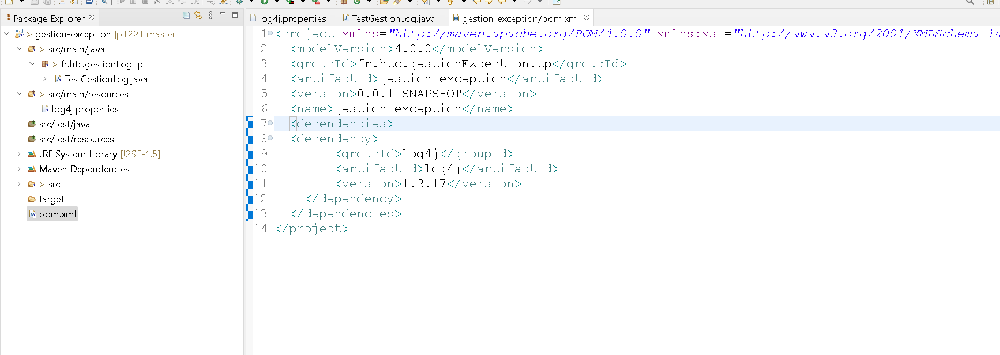 Package Explorer
log4j.properties
TestGestionLog.java
gestion-exception/pom.xml
> gestion-exception [p1221 master]
> src/main/java
> fr.htc.gestionLog.tp
TestGestionLog.java
> src/main/resources
log4j.properties
src/test/java
src/test/resources
JRE System Library [J2SE-1.5]
Maven Dependencies
> src
target
pom.xml
1 <project xmlns="http://maven.apache.org/POM/4.0.0" xmlns:xsi="http://www.w3.org/2001/XMLSchema-in
2 <modelVersion>4.0.0</modelVersion>
3 <groupId>fr.htc.gestionException.tp</groupId>
4 <artifactId>gestion-exception</artifactId>
5 <version>0.0.1-SNAPSHOT</version>
6 <name>gestion-exception</name>
7 <dependencies>
8 <dependency>
9 <groupId>log4j</groupId>
10 <artifactId>log4j</artifactId>
11 <version>1.2.17</version>
12 </dependency>
13 </dependencies>
14 </project>